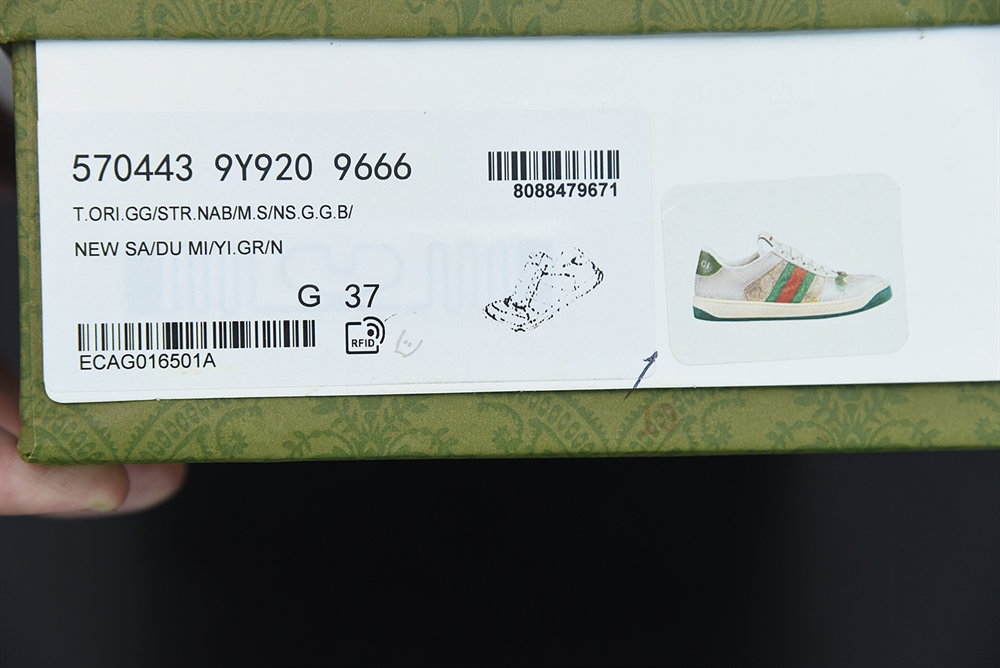 570443 9Y920 9666
8088479671
T.ORI.GG/STR.NAB/M.S/NS.G.G.B/
NEW SA/DU MI/YI.GR/N
G 37
RFID
ECAG016501A